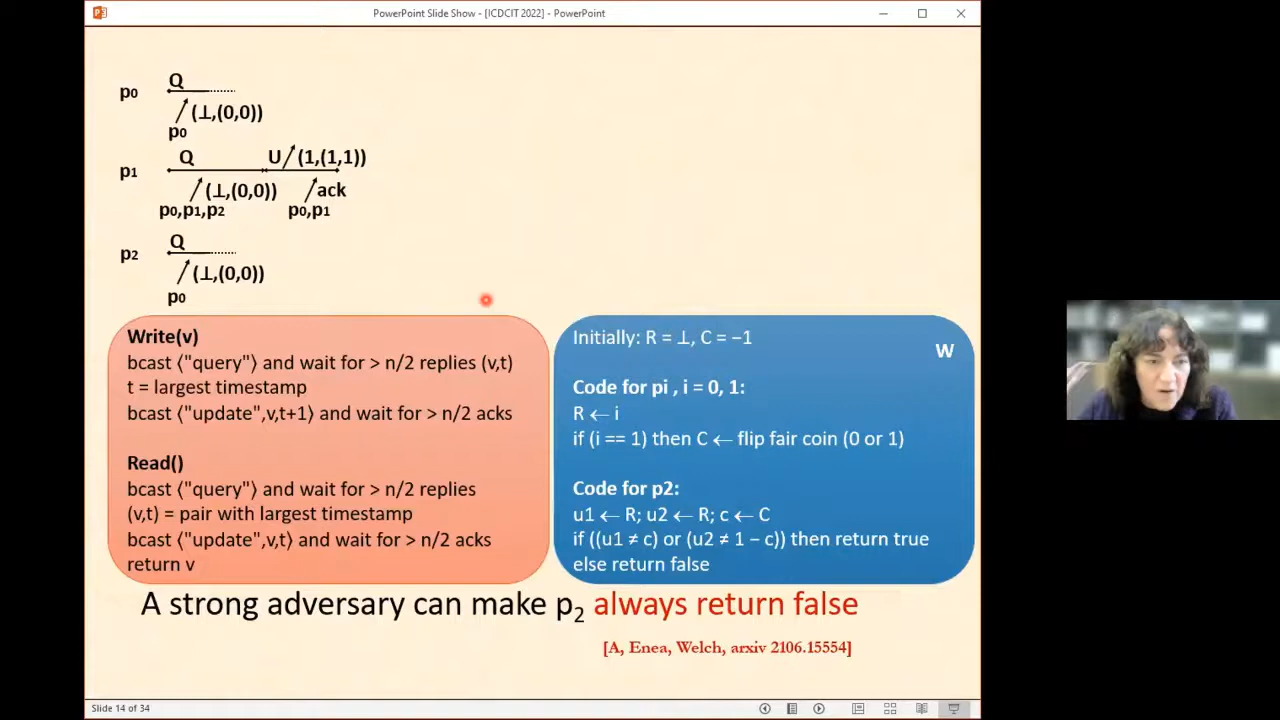 PowerPoint Slide Show - [ICDCIT 2022] - PowerPoint
Q
p0
(⊥,(0,0))
p0
Q U (1,(1,1))
p1
(⊥,(0,0)) ack
p0,p1,p2 p0,p1
Q
p2
(⊥,(0,0))
p0
Write(v)
bcast ⟨"query"⟩ and wait for > n/2 replies (v,t)
t = largest timestamp
bcast ⟨"update",v,t+1⟩ and wait for > n/2 acks
Read()
bcast ⟨"query"⟩ and wait for > n/2 replies
(v,t) = pair with largest timestamp
bcast ⟨"update",v,t⟩ and wait for > n/2 acks
return v
Initially: R = ⊥, C = −1
W
Code for pi , i = 0, 1:
R ← i
if (i == 1) then C ← flip fair coin (0 or 1)
Code for p2:
u1 ← R; u2 ← R; c ← C
if ((u1 ≠ c) or (u2 ≠ 1 − c)) then return true
else return false
A strong adversary can make p2 always return false
[A, Enea, Welch, arxiv 2106.15554]
Slide 14 of 34